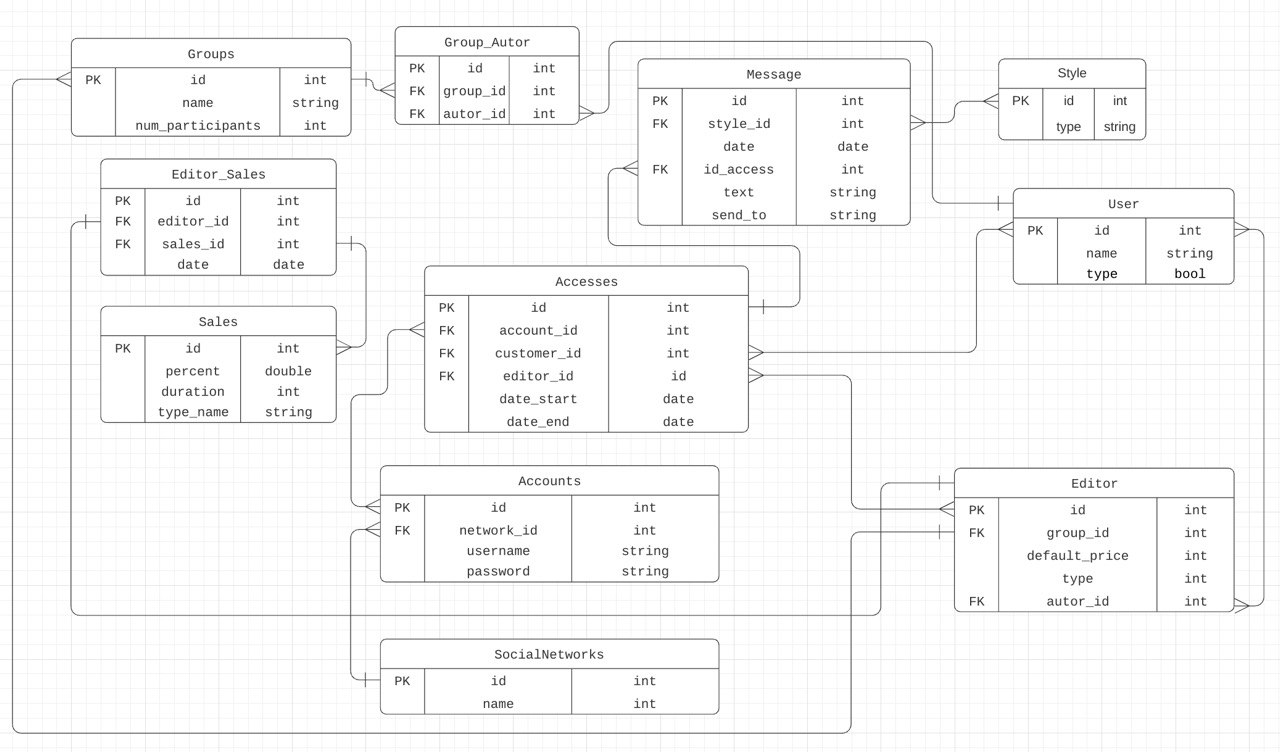 Groups
PK id int
name string
num_participants int
Group_Autor
PK id int
FK group_id int
FK autor_id int
Message
PK id int
FK style_id int
date date
FK id_access int
text string
send_to string
Style
PK id int
type string
Editor_Sales
PK id int
FK editor_id int
FK sales_id int
date date
User
PK id int
name string
type bool
Sales
PK id int
percent double
duration int
type_name string
Accesses
PK id int
FK account_id int
FK customer_id int
FK editor_id id
date_start date
date_end date
Accounts
PK id int
FK network_id int
username string
password string
Editor
PK id int
FK group_id int
default_price int
type int
FK autor_id int
SocialNetworks
PK id int
name int